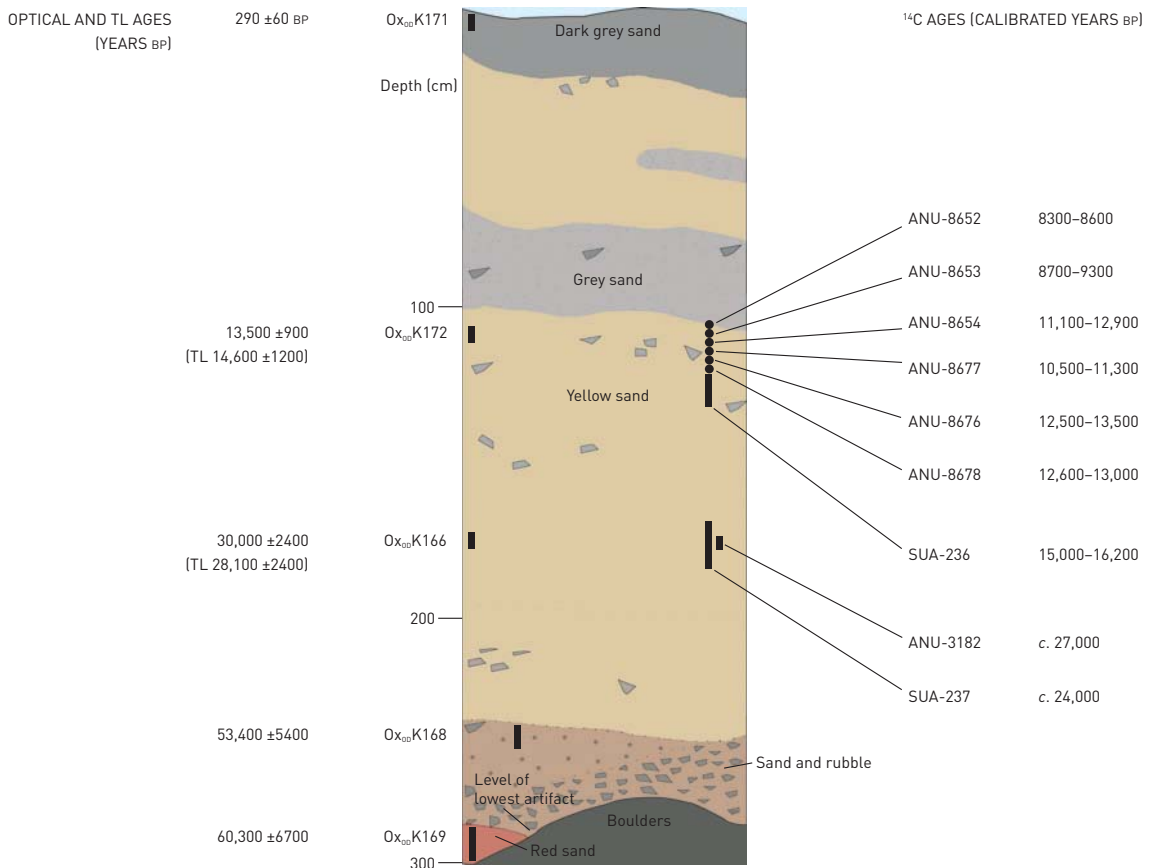 OPTICAL AND TL AGES
(YEARS BP)
290 ±60 BP
OxODK171
Dark grey sand
14C AGES (CALIBRATED YEARS BP)
Depth (cm)
ANU-8652 8300–8600
ANU-8653 8700–9300
Grey sand
100
13,500 ±900
(TL 14,600 ±1200)
OxODK172
ANU-8654 11,100–12,900
ANU-8677 10,500–11,300
Yellow sand
ANU-8676 12,500–13,500
ANU-8678 12,600–13,000
30,000 ±2400
(TL 28,100 ±2400)
OxODK166
SUA-236 15,000–16,200
200
ANU-3182 c. 27,000
SUA-237 c. 24,000
53,400 ±5400
OxODK168
Sand and rubble
Level of
lowest artifact
Boulders
60,300 ±6700
OxODK169
Red sand
300